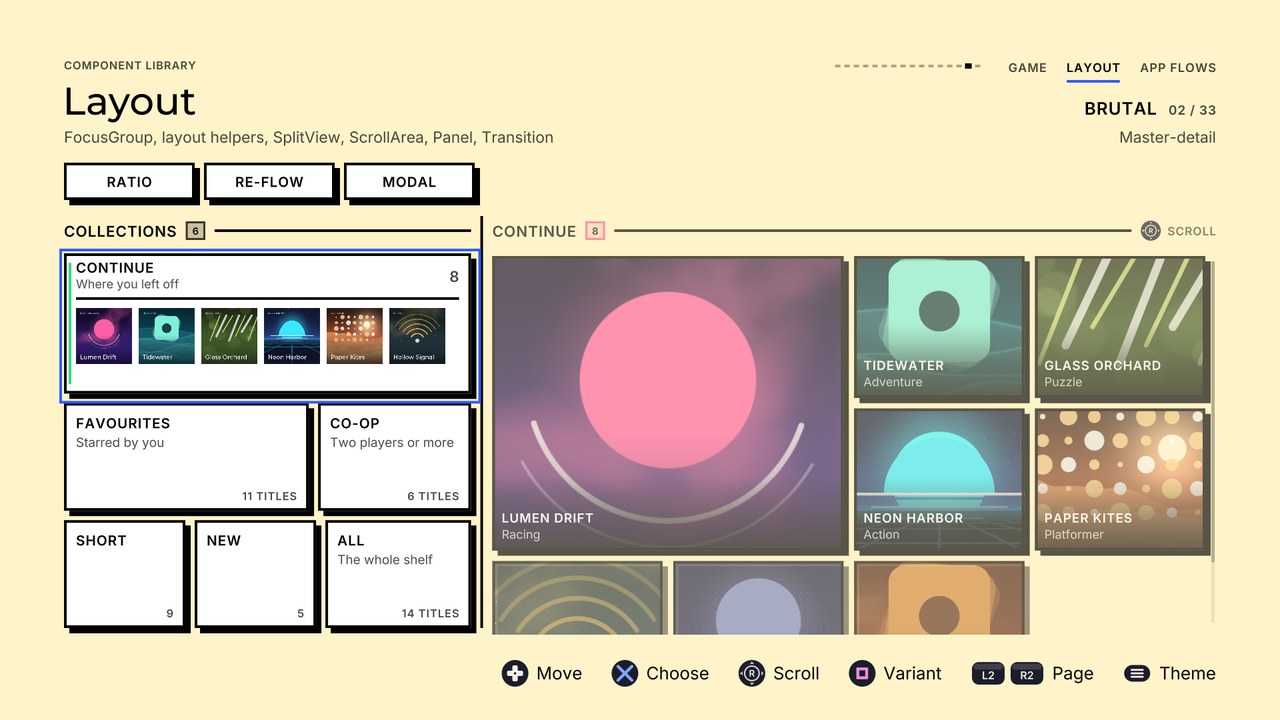 COMPONENT LIBRARY
Layout
FocusGroup, layout helpers, SplitView, ScrollArea, Panel, Transition
GAME
LAYOUT
APP FLOWS
BRUTAL 02 / 33
Master-detail
RATIO
RE-FLOW
MODAL
COLLECTIONS 6
CONTINUE
Where you left off
8
Lumen Drift
Tidewater
Glass Orchard
Neon Harbor
Paper Kites
Hollow Signal
FAVOURITES
Starred by you
11 TITLES
CO-OP
Two players or more
6 TITLES
SHORT
9
NEW
5
ALL
The whole shelf
14 TITLES
CONTINUE 8
R SCROLL
LUMEN DRIFT
Racing
TIDEWATER
Adventure
GLASS ORCHARD
Puzzle
NEON HARBOR
Action
PAPER KITES
Platformer
Move
Choose
R Scroll
Variant
L2 R2 Page
Theme